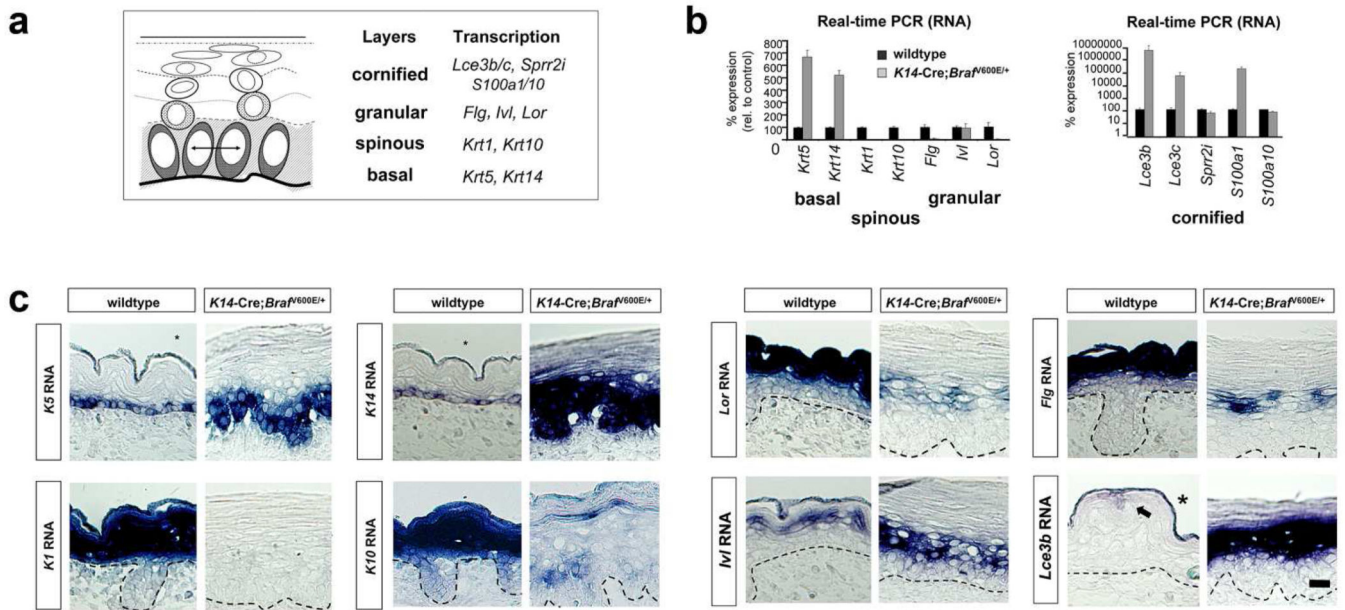 a
Layers Transcription
cornified Lce3b/c, Sprr2i
S100a1/10
granular Flg, Ivl, Lor
spinous Krt1, Krt10
basal Krt5, Krt14
b
Real-time PCR (RNA)
% expression
(rel. to control)
800
700
600
500
400
300
200
100
0
wildtype
K14-Cre;BrafV600E/+
Krt5
Krt14
Krt1
Krt10
Flg
Ivl
Lor
basal
granular
spinous
Real-time PCR (RNA)
% expression
10000000
1000000
100000
10000
100
10
1
Lce3b
Lce3c
Sprr2i
S100a1
S100a10
cornified
c
wildtype K14-Cre;BrafV600E/+
K5 RNA
*
wildtype K14-Cre;BrafV600E/+
K14 RNA
*
wildtype K14-Cre;BrafV600E/+
Lor RNA
wildtype K14-Cre;BrafV600E/+
Flg RNA
K1 RNA
K10 RNA
Ivl RNA
Lce3b RNA
*